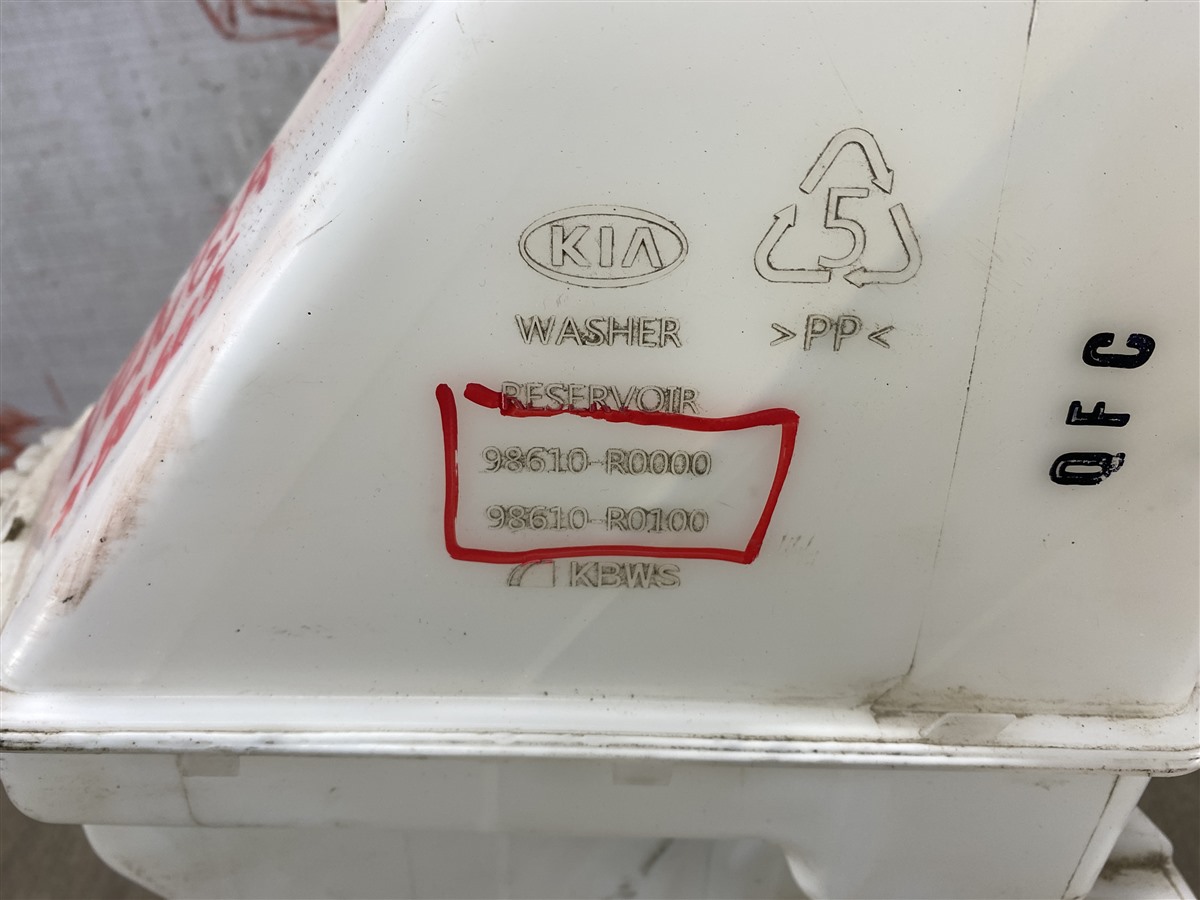 KIA
5
WASHER
>PP<
RESERVOIR
98610-R0000
98610-R0100
KBWS
QFC